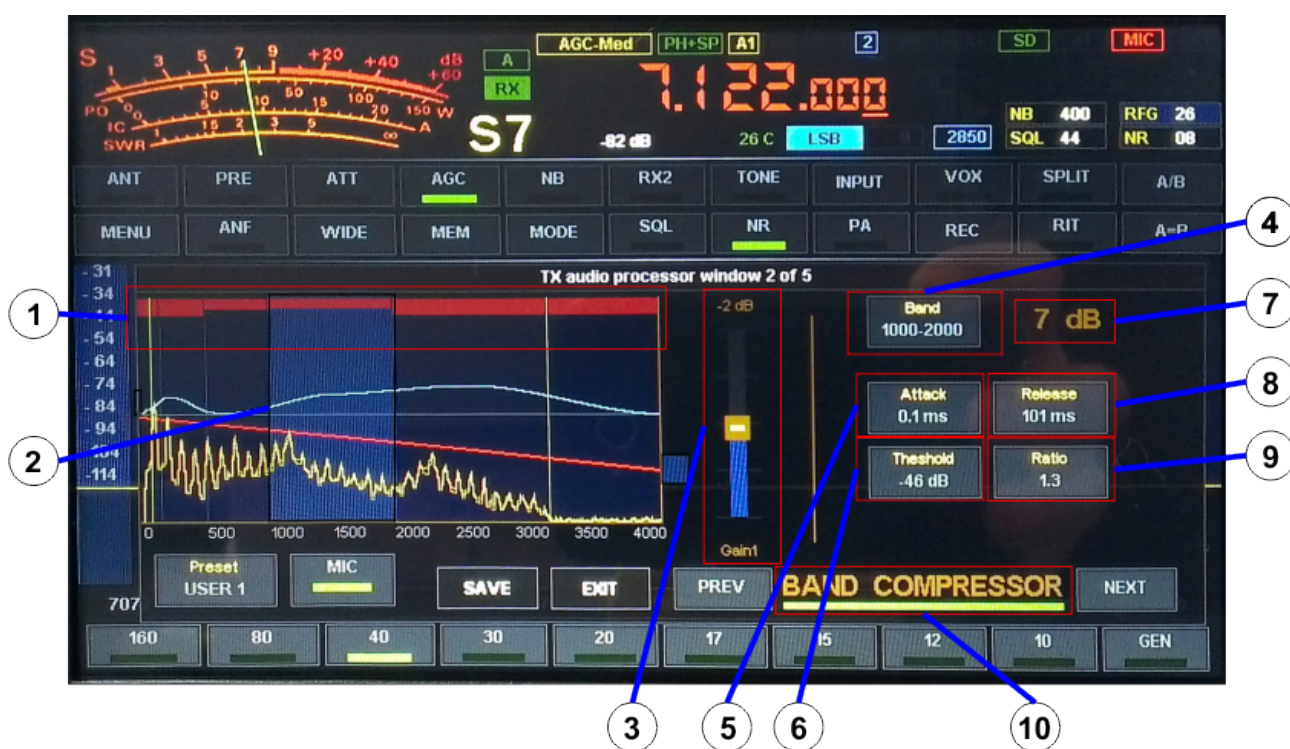 AGC-Med PH+SP A1 2 SD MIC
S 1 3 5 7 9 +20 +40 +60 dB
A
RX
7.122.000
PO 0 5 10 50 100 150 W
IC 0 5 10 15 20 A
SWR 1 1.5 2 3 5 ∞
S7 -82 dB 26 C LSB 0 2850
NB 400 RFG 26
SQL 44 NR 08
ANT PRE ATT AGC NB RX2 TONE INPUT VOX SPLIT A/B
MENU ANF WIDE MEM MODE SQL NR PA REC RIT
4
TX audio processor window 2 of 5
- 31
- 34
- 54
- 64
- 74
- 84
- 94
-114
1
2
-2 dB
Gain1
Band
1000-2000
7 dB
7
Attack
0.1 ms
Release
101 ms
8
Theshold
-46 dB
Ratio
1.3
9
0 500 1000 1500 2000 2500 3000 3500 4000
Preset
USER 1
MIC
SAVE EXIT PREV BAND COMPRESSOR NEXT
707
160 80 40 30 20 17 15 12 10 GEN
3 5 6 10